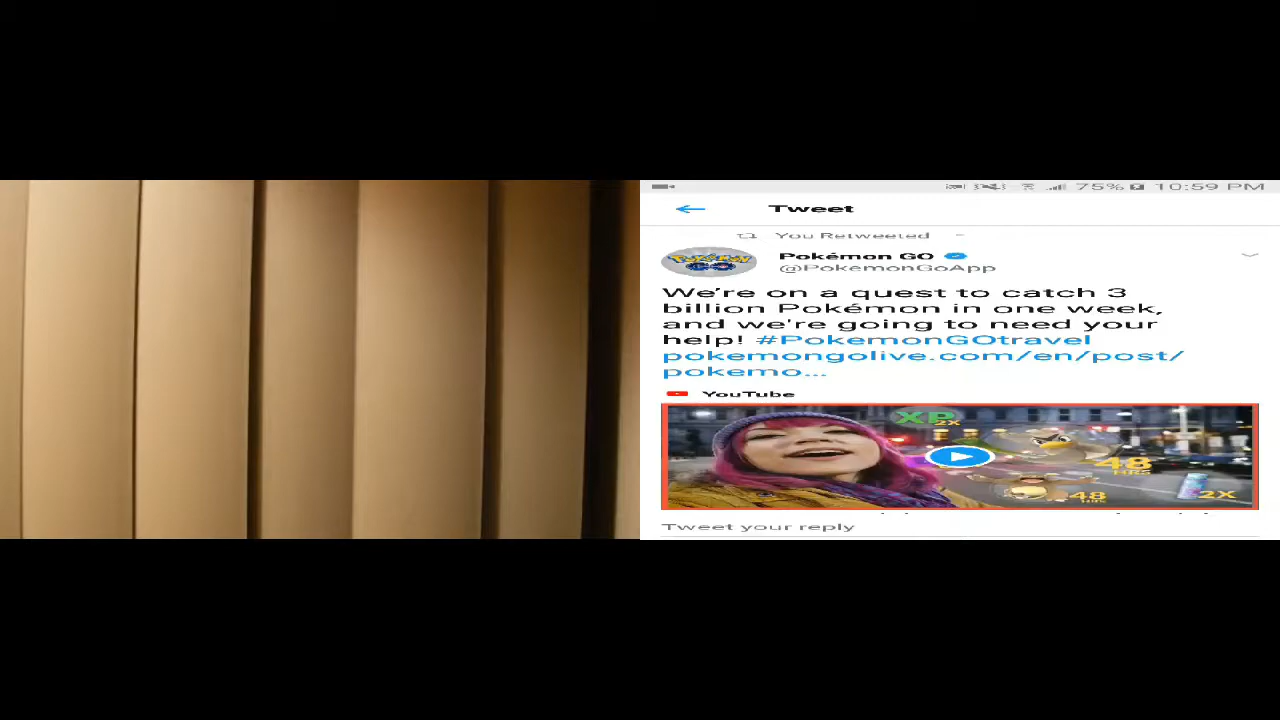 75% 10:59 PM
Tweet
You Retweeted
Pokémon GO
@PokemonGoApp
We're on a quest to catch 3
billion Pokémon in one week,
and we're going to need your
help! #PokemonGOtravel
pokemongolive.com/en/post/
pokemo...
YouTube
XP
2X
48
HRS
48
2X
Tweet your reply